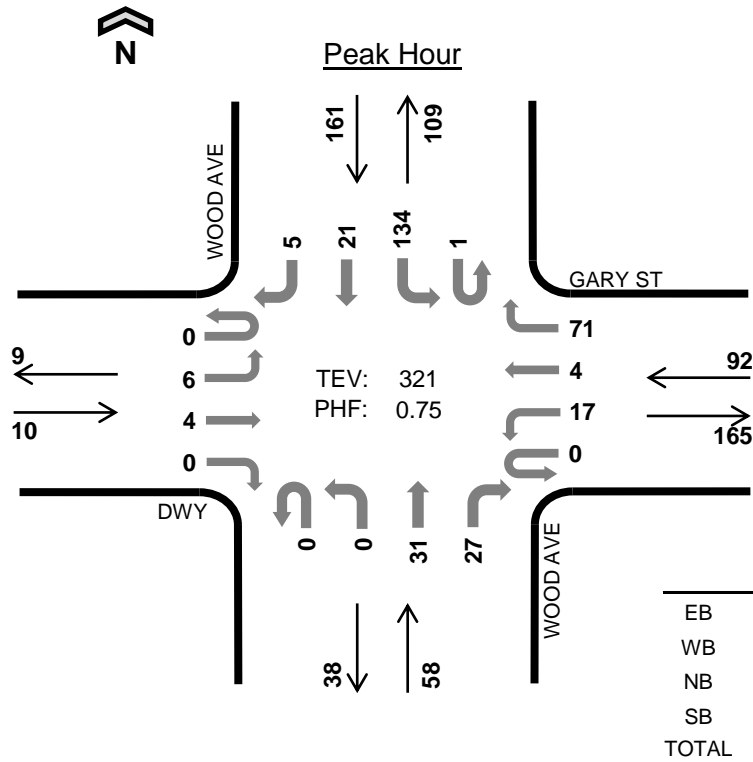 N
Peak Hour
161
109
WOOD AVE
5
21
134
1
GARY ST
0
71
9
6
TEV: 321
4
92
10
4
PHF: 0.75
17
165
0
0
DWY
0
0
31
27
WOOD AVE
38
58
EB
WB
NB
SB
TOTAL